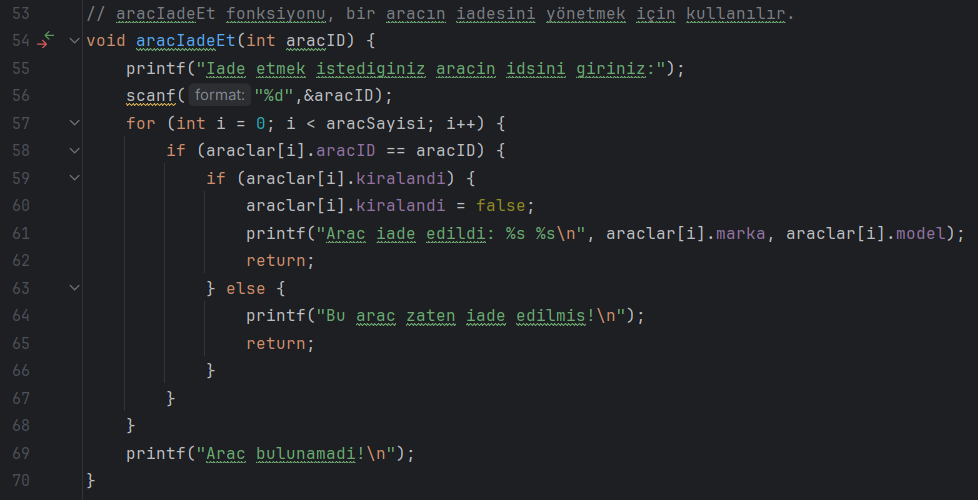 53 // aracIadeEt fonksiyonu, bir aracın iadesini yönetmek için kullanılır.
54 void aracIadeEt(int aracID) {
55     printf("Iade etmek istediginiz aracin idsini giriniz:");
56     scanf( format: "%d",&aracID);
57     for (int i = 0; i < aracSayisi; i++) {
58         if (araclar[i].aracID == aracID) {
59             if (araclar[i].kiralandi) {
60                 araclar[i].kiralandi = false;
61                 printf("Arac iade edildi: %s %s\n", araclar[i].marka, araclar[i].model);
62                 return;
63             } else {
64                 printf("Bu arac zaten iade edilmis!\n");
65                 return;
66             }
67         }
68     }
69     printf("Arac bulunamadi!\n");
70 }